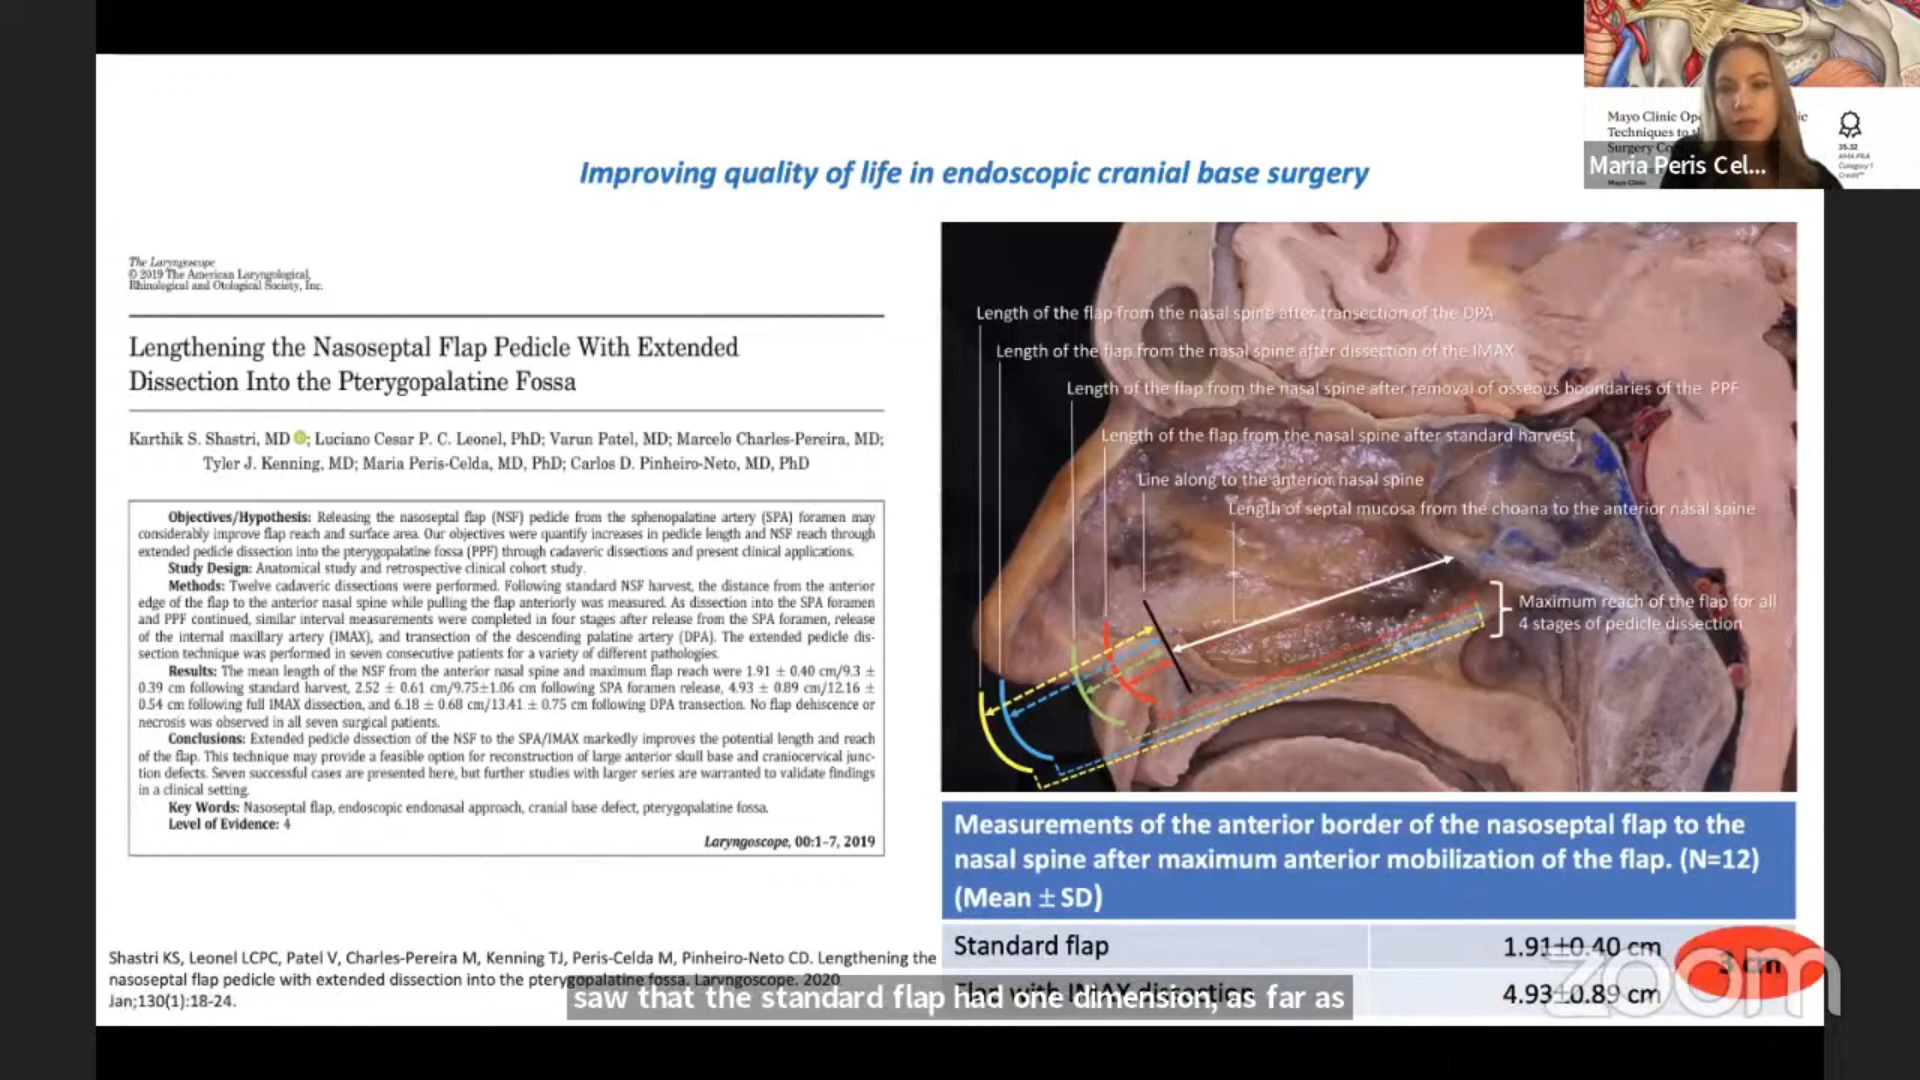 Mayo Clinic Op
ic
Techniques to t
Surgery Co
Mayo Clinic
35.32
AMA PRA
Category 1
Credit™
Maria Peris Cel...
Improving quality of life in endoscopic cranial base surgery
The Laryngoscope
© 2019 The American Laryngological,
Rhinological and Otological Society, Inc.
Lengthening the Nasoseptal Flap Pedicle With Extended
Dissection Into the Pterygopalatine Fossa
Karthik S. Shastri, MD; Luciano Cesar P. C. Leonel, PhD; Varun Patel, MD; Marcelo Charles-Pereira, MD;
Tyler J. Kenning, MD; Maria Peris-Celda, MD, PhD; Carlos D. Pinheiro-Neto, MD, PhD
Objectives/Hypothesis: Releasing the nasoseptal flap (NSF) pedicle from the sphenopalatine artery (SPA) foramen may
considerably improve flap reach and surface area. Our objectives were quantify increases in pedicle length and NSF reach through
extended pedicle dissection into the pterygopalatine fossa (PPF) through cadaveric dissections and present clinical applications.
Study Design: Anatomical study and retrospective clinical cohort study.
Methods: Twelve cadaveric dissections were performed. Following standard NSF harvest, the distance from the anterior
edge of the flap to the anterior nasal spine while pulling the flap anteriorly was measured. As dissection into the SPA foramen
and PPF continued, similar interval measurements were completed in four stages after release from the SPA foramen, release
of the internal maxillary artery (IMAX), and transection of the descending palatine artery (DPA). The extended pedicle dis-
section technique was performed in seven consecutive patients for a variety of different pathologies.
Results: The mean length of the NSF from the anterior nasal spine and maximum flap reach were 1.91 ± 0.40 cm/9.3 ±
0.39 cm following standard harvest, 2.52 ± 0.61 cm/9.75±1.06 cm following SPA foramen release, 4.93 ± 0.89 cm/12.16 ±
0.54 cm following full IMAX dissection, and 6.18 ± 0.68 cm/13.41 ± 0.75 cm following DPA transection. No flap dehiscence or
necrosis was observed in all seven surgical patients.
Conclusions: Extended pedicle dissection of the NSF to the SPA/IMAX markedly improves the potential length and reach
of the flap. This technique may provide a feasible option for reconstruction of large anterior skull base and craniocervical junc-
tion defects. Seven successful cases are presented here, but further studies with larger series are warranted to validate findings
in a clinical setting.
Key Words: Nasoseptal flap, endoscopic endonasal approach, cranial base defect, pterygopalatine fossa.
Level of Evidence: 4
Laryngoscope, 00:1–7, 2019
Shastri KS, Leonel LCPC, Patel V, Charles-Pereira M, Kenning TJ, Peris-Celda M, Pinheiro-Neto CD. Lengthening the
nasoseptal flap pedicle with extended dissection into the pterygopalatine fossa. Laryngoscope. 2020
Jan;130(1):18-24.
Length of the flap from the nasal spine after transection of the DPA
Length of the flap from the nasal spine after dissection of the IMAX
Length of the flap from the nasal spine after removal of osseous boundaries of the PPF
Length of the flap from the nasal spine after standard harvest
Line along to the anterior nasal spine
Length of septal mucosa from the choana to the anterior nasal spine
Maximum reach of the flap for all
4 stages of pedicle dissection
Measurements of the anterior border of the nasoseptal flap to the
nasal spine after maximum anterior mobilization of the flap. (N=12)
(Mean ± SD)
Standard flap 1.91±0.40 cm
Flap with IMAX dissection 4.93±0.89 cm
3 cm
zoom
saw that the standard flap had one dimension, as far as